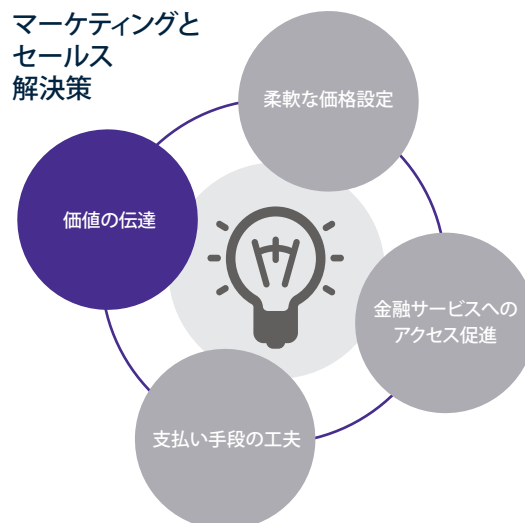 マーケティングと
セールス
解決策
柔軟な価格設定
価値の伝達
金融サービスへの
アクセス促進
支払い手段の工夫